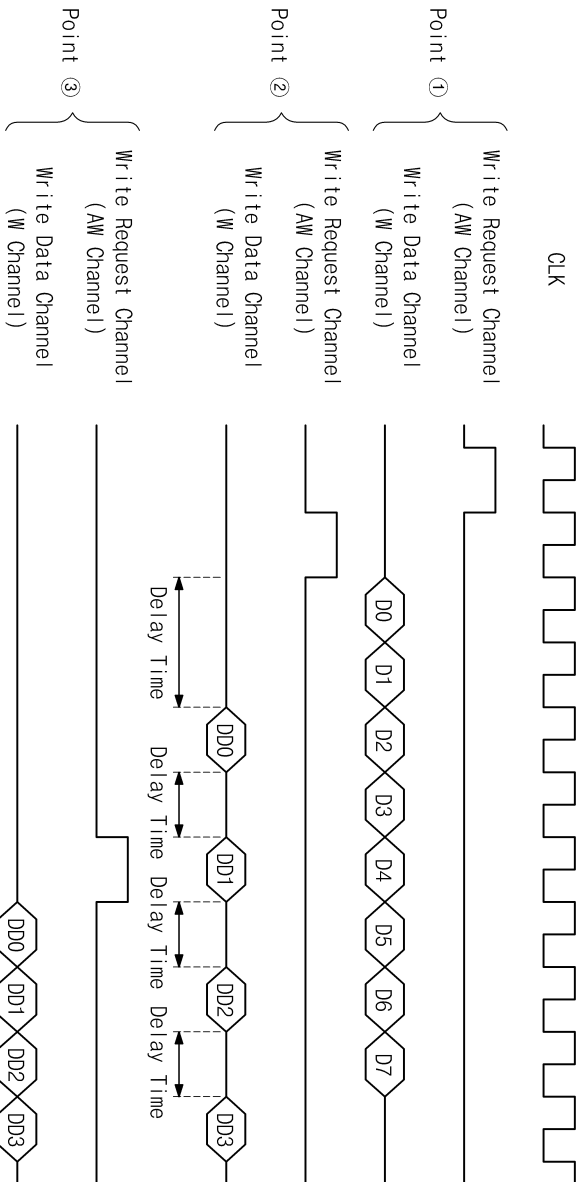 CLK
Point ①
Write Request Channel
(AW Channel)
Write Data Channel
(W Channel)
D0 D1 D2 D3 D4 D5 D6 D7
Point ②
Write Request Channel
(AW Channel)
Write Data Channel
(W Channel)
DD0 DD1 DD2 DD3
Delay Time Delay Time Delay Time Delay Time
Point ③
Write Request Channel
(AW Channel)
Write Data Channel
(W Channel)
DD0 DD1 DD2 DD3